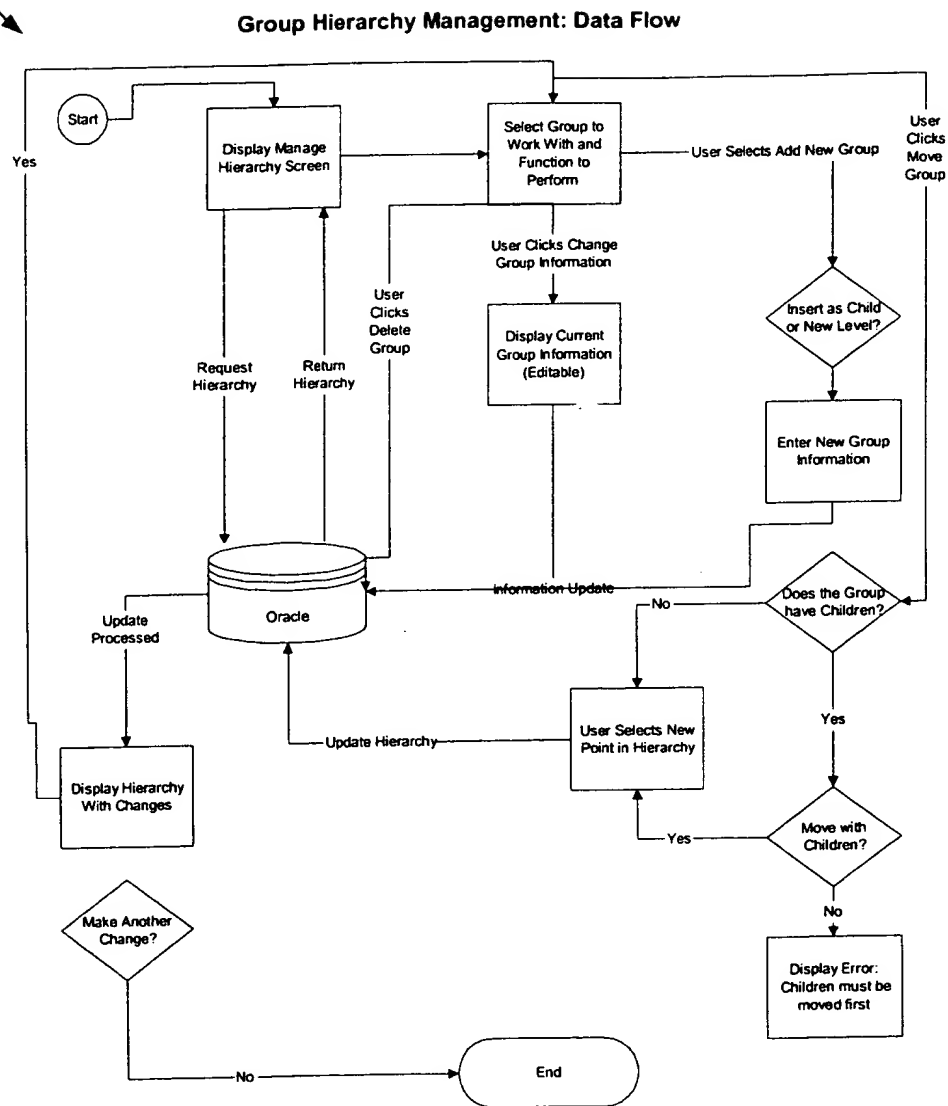 Group Hierarchy Management: Data Flow
Start
Yes
Display Manage
Hierarchy Screen
Select Group to
Work With and
Function to
Perform
User Selects Add New Group
User
Clicks
Move
Group
User Clicks Change
Group Information
User
Clicks
Delete
Group
Insert as Child
or New Level?
Display Current
Group Information
(Editable)
Request
Hierarchy
Return
Hierarchy
Enter New Group
Information
Information Update
Oracle
Does the Group
have Children?
No
Update
Processed
Yes
User Selects New
Point in Hierarchy
Update Hierarchy
Display Hierarchy
With Changes
Move with
Children?
Yes
No
Make Another
Change?
Display Error:
Children must be
moved first
No
End